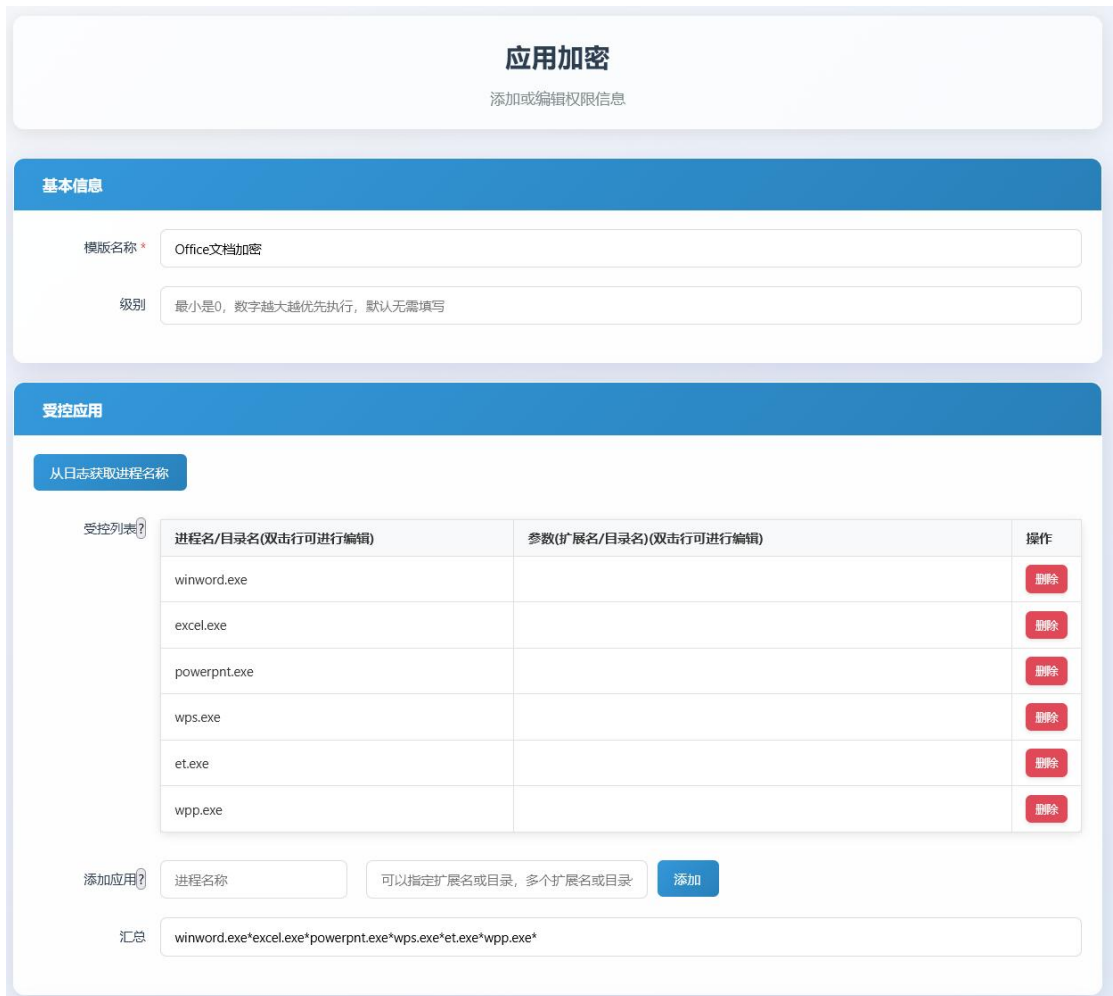 应用加密
添加或编辑权限信息
基本信息
模版名称 * Office文档加密
级别 最小是0，数字越大越优先执行，默认无需填写
受控应用
从日志获取进程名称
受控列表? 进程名/目录名(双击行可进行编辑) 参数(扩展名/目录名)(双击行可进行编辑) 操作
winword.exe 删除
excel.exe 删除
powerpnt.exe 删除
wps.exe 删除
et.exe 删除
wpp.exe 删除
添加应用? 进程名称 可以指定扩展名或目录，多个扩展名或目录 添加
汇总 winword.exe*excel.exe*powerpnt.exe*wps.exe*et.exe*wpp.exe*